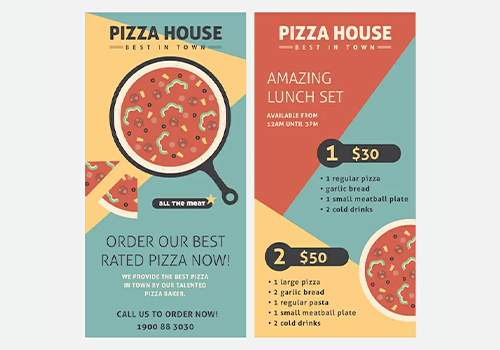 PIZZA HOUSE
BEST IN TOWN
all the meat
ORDER OUR BEST
RATED PIZZA NOW!
WE PROVIDE THE BEST PIZZA
IN TOWN BY OUR TALENTED
PIZZA BAKER.
CALL US TO ORDER NOW!
1900 88 3030
PIZZA HOUSE
BEST IN TOWN
AMAZING
LUNCH SET
AVAILABLE FROM
12AM UNTIL 3PM
1 $30
• 1 regular pizza
• garlic bread
• 1 small meatball plate
• 2 cold drinks
2 $50
• 1 large pizza
• 2 garlic bread
• 1 regular pasta
• 1 small meatball plate
• 2 cold drinks